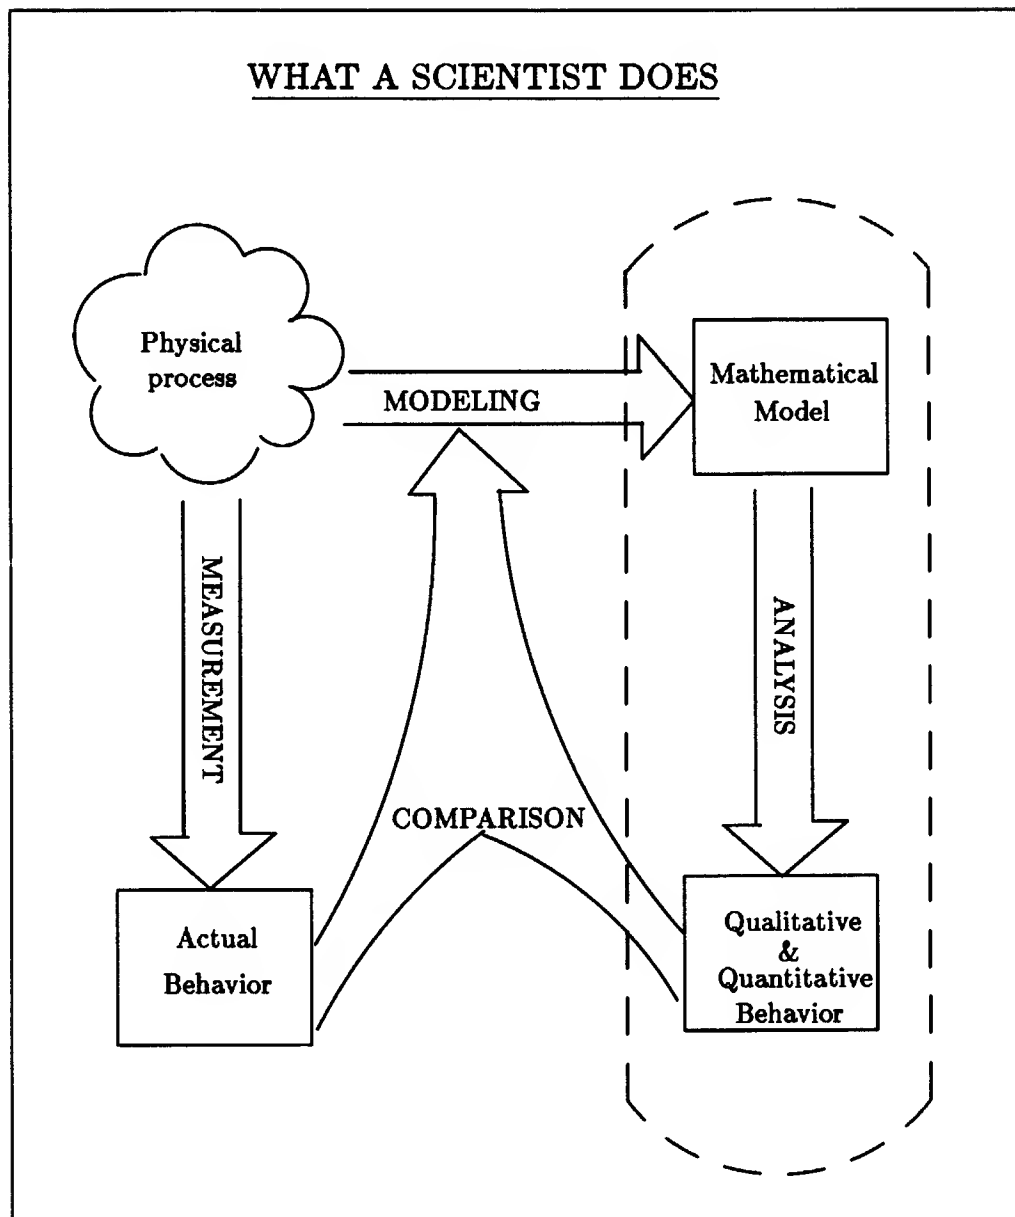 WHAT A SCIENTIST DOES
Physical
process
MODELING
Mathematical
Model
MEASUREMENT
ANALYSIS
COMPARISON
Actual
Behavior
Qualitative
&
Quantitative
Behavior